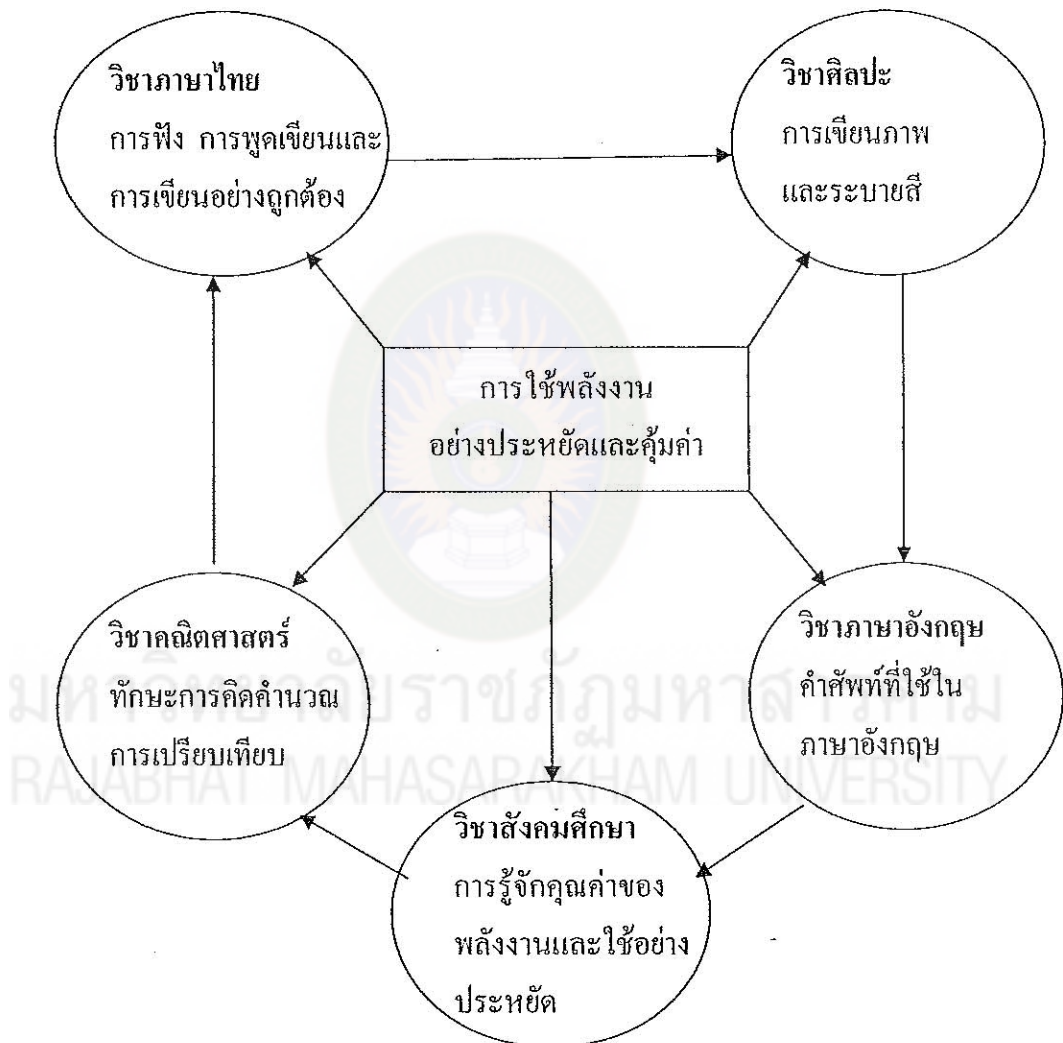 วิชาภาษาไทย
การฟัง การพูดเขียนและ
การเขียนอย่างถูกต้อง
วิชาศิลปะ
การเขียนภาพ
และระบายสี
การใช้พลังงาน
อย่างประหยัดและคุ้มค่า
วิชาคณิตศาสตร์
ทักษะการคิดคำนวณ
การเปรียบเทียบ
วิชาภาษาอังกฤษ
คำศัพท์ที่ใช้ใน
ภาษาอังกฤษ
วิชาสังคมศึกษา
การรู้จักคุณค่าของ
พลังงานและใช้อย่าง
ประหยัด
มหาวิทยาลัยราชภัฏมหาสารคาม
RAJABHAT MAHASARAKHAM UNIVERSITY